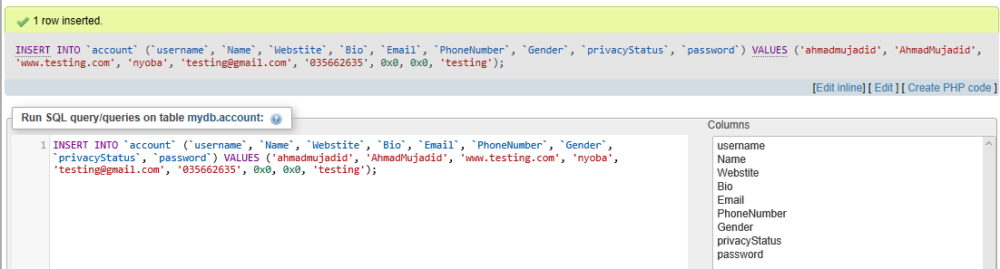 1 row inserted.
INSERT INTO `account` (`username`, `Name`, `Webstite`, `Bio`, `Email`, `PhoneNumber`, `Gender`, `privacyStatus`, `password`) VALUES ('ahmadmujadid', 'AhmadMujadid',
'www.testing.com', 'nyoba', 'testing@gmail.com', '035662635', 0x0, 0x0, 'testing');
[Edit inline] [ Edit ] [ Create PHP code ]
Run SQL query/queries on table mydb.account:
Columns
1 INSERT INTO `account` (`username`, `Name`, `Webstite`, `Bio`, `Email`, `PhoneNumber`, `Gender`,
`privacyStatus`, `password`) VALUES ('ahmadmujadid', 'AhmadMujadid', 'www.testing.com', 'nyoba',
'testing@gmail.com', '035662635', 0x0, 0x0, 'testing');
username
Name
Webstite
Bio
Email
PhoneNumber
Gender
privacyStatus
password